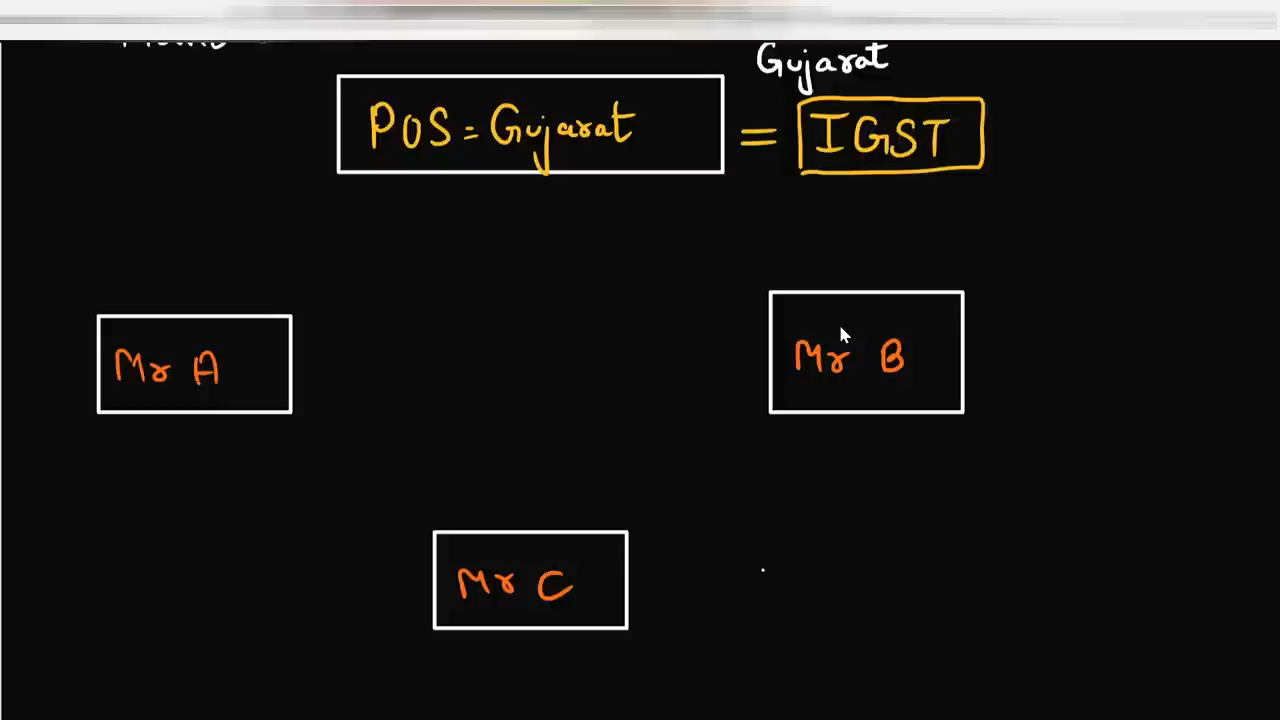 Gujarat
POS = Gujarat = IGST
Mr A
Mr B
Mr C